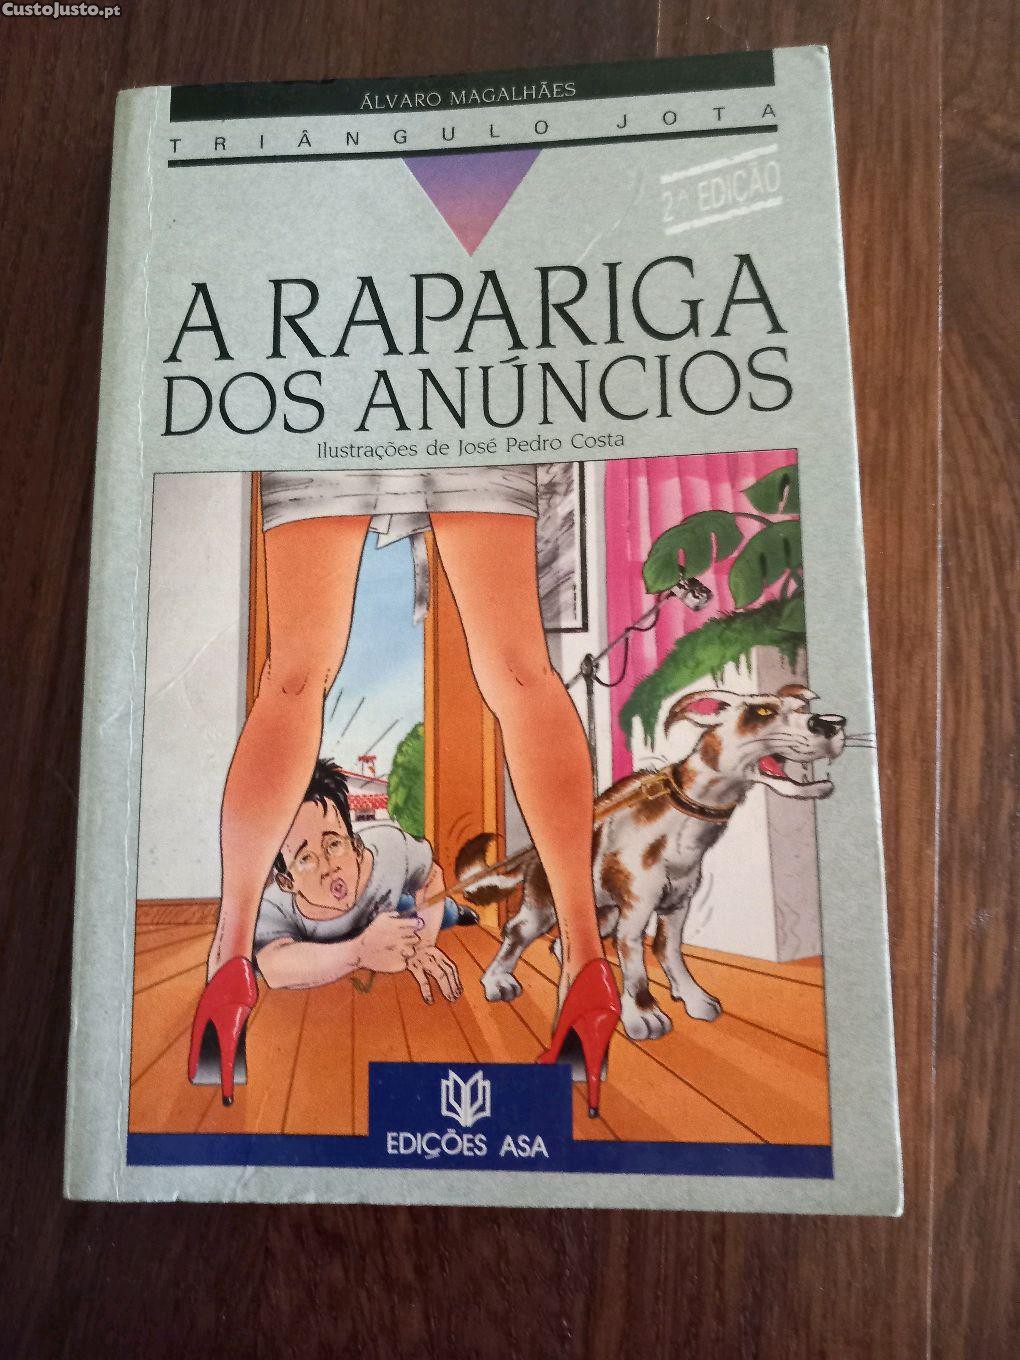 CustoJusto.pt
ÁLVARO MAGALHÃES
TRIÂNGULO JOTA
2ª EDIÇÃO
A RAPARIGA
DOS ANÚNCIOS
Ilustrações de José Pedro Costa
EDIÇÕES ASA